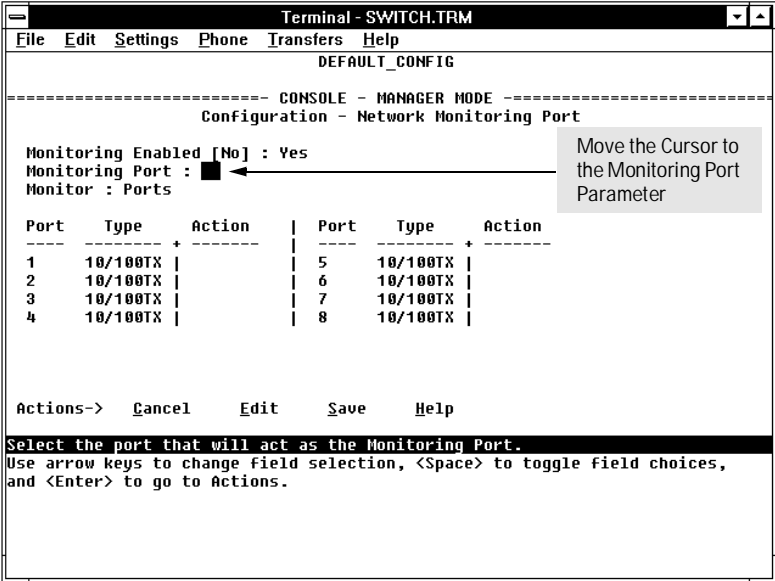 Terminal - SWITCH.TRM
File Edit Settings Phone Transfers Help
DEFAULT_CONFIG
==========================- CONSOLE - MANAGER MODE -===========================
Configuration - Network Monitoring Port
Monitoring Enabled [No] : Yes
Monitoring Port :
Monitor : Ports
Move the Cursor to
the Monitoring Port
Parameter
Port Type Action | Port Type Action
---- -------- + ------- | ---- -------- + -------
1 10/100TX | | 5 10/100TX |
2 10/100TX | | 6 10/100TX |
3 10/100TX | | 7 10/100TX |
4 10/100TX | | 8 10/100TX |
Actions-> Cancel Edit Save Help
Select the port that will act as the Monitoring Port.
Use arrow keys to change field selection, <Space> to toggle field choices,
and <Enter> to go to Actions.